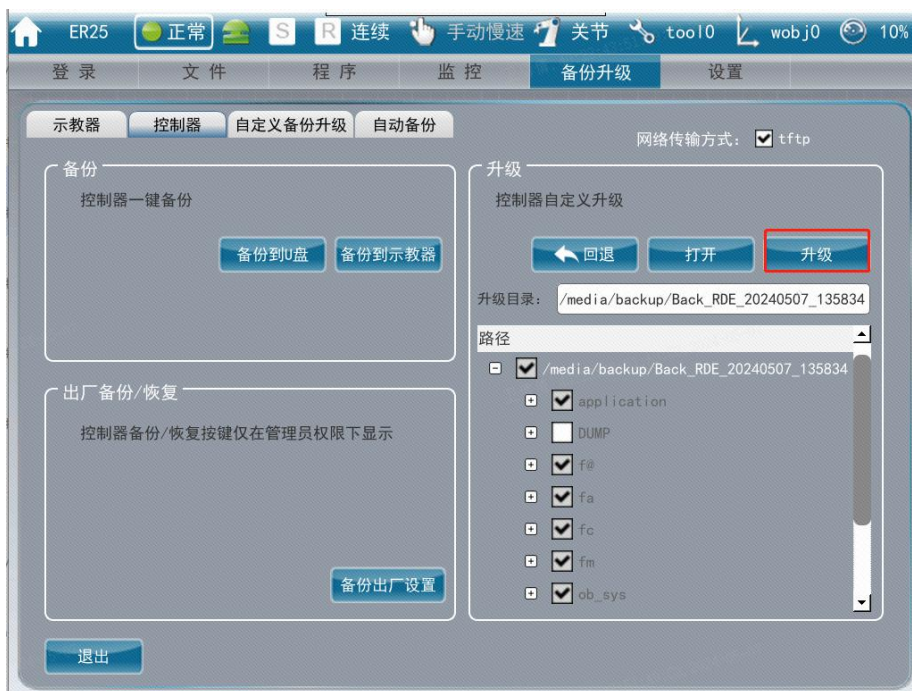 ER25 正常 S R 连续 手动慢速 关节 tool0 wobj0 10%
登录 文件 程序 监控 备份升级 设置
示教器 控制器 自定义备份升级 自动备份
网络传输方式: tftp
备份
控制器一键备份
备份到U盘 备份到示教器
出厂备份/恢复
控制器备份/恢复按键仅在管理员权限下显示
备份出厂设置
升级
控制器自定义升级
回退 打开 升级
升级目录: /media/backup/Back_RDE_20240507_135834
路径
/media/backup/Back_RDE_20240507_135834
application
DUMP
f@
fa
fc
fm
ob_sys
退出